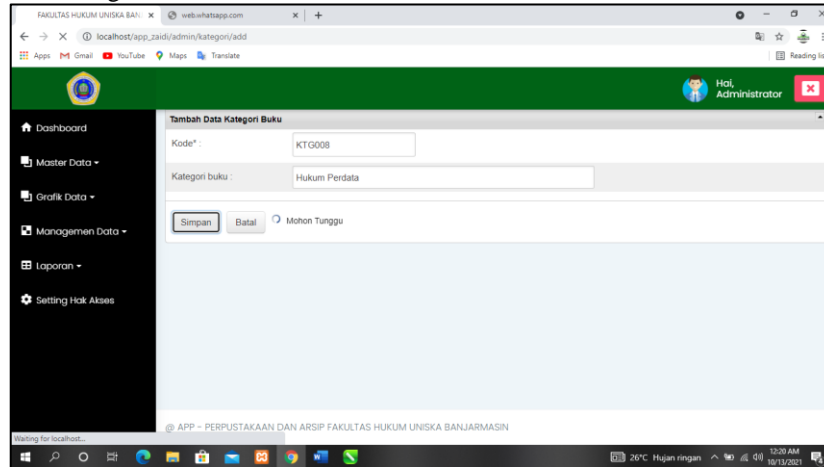 FAKULTAS HUKUM UNISKA BAN
web.whatsapp.com
localhost/app_zaidi/admin/kategori/add
Apps Gmail YouTube Maps Translate
Reading lis
Hai,
Administrator
Dashboard
Master Data
Grafik Data
Managemen Data
Laporan
Setting Hak Akses
Tambah Data Kategori Buku
Kode* : KTG008
Kategori buku : Hukum Perdata
Simpan Batal Mohon Tunggu
@ APP - PERPUSTAKAAN DAN ARSIP FAKULTAS HUKUM UNISKA BANJARMASIN
Waiting for localhost...
26°C Hujan ringan
12:20 AM
10/13/2021